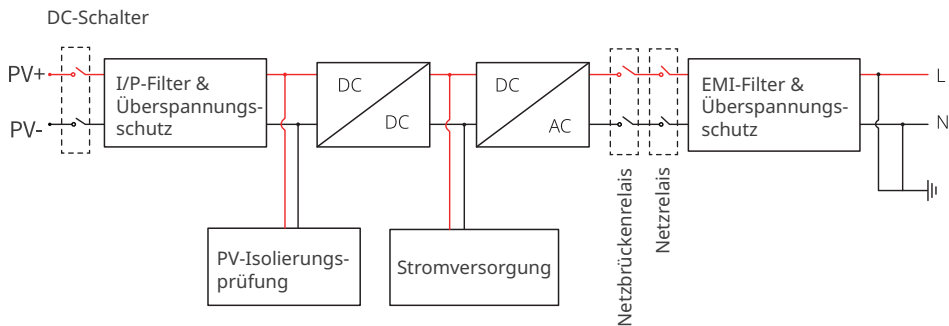 DC-Schalter
PV+
PV-
I/P-Filter &
Überspannungs-
schutz
DC
DC
DC
AC
EMI-Filter &
Überspannungs-
schutz
L
N
PV-Isolierungs-
prüfung
Stromversorgung
Netzbrückenrelais
Netzrelais